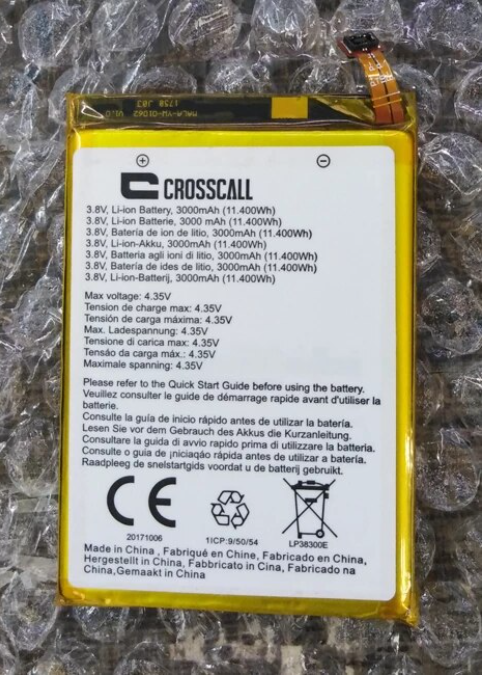 MALA-YW-01062 V1.0
1758 J03
CROSSCALL
3.8V, Li-ion Battery, 3000mAh (11.400Wh)
3.8V, Li-ion Batterie, 3000 mAh (11.400Wh)
3.8V, Batería de ion de litio, 3000mAh (11.400Wh)
3.8V, Li-ion-Akku, 3000mAh (11.400Wh)
3.8V, Batteria agli ioni di litio, 3000mAh (11.400Wh)
3.8V, Bateria de ides de litio, 3000mAh (11.400Wh)
3.8V, Li-ion-Batterij, 3000mAh (11.400Wh)
Max voltage: 4.35V
Tension de charge max: 4.35V
Tensión de carga máxima: 4.35V
Max. Ladespannung: 4.35V
Tensione di carica max: 4.35V
Tensão da carga máx.: 4.35V
Maximale spanning: 4.35V
Please refer to the Quick Start Guide before using the battery.
Veuillez consulter le guide de démarrage rapide avant d'utiliser la
batterie.
Consulte la guía de inicio rápido antes de utilizar la batería.
Lesen Sie vor dem Gebrauch des Akkus die Kurzanleitung.
Consultare la guida di avvio rapido prima di utilizzare la batteria.
Consulte o guia de iniciação rápido antes de utilizar a bateria.
Raadpleeg de snelstartgids voordat u de batterij gebruikt.
CE
20171006
1ICP:9/50/54
LP38300E
Made in China , Fabriqué en Chine, Fabricado en China,
Hergestellt in China, Fabbricato in Cina, Fabricado na
China,Gemaakt in China